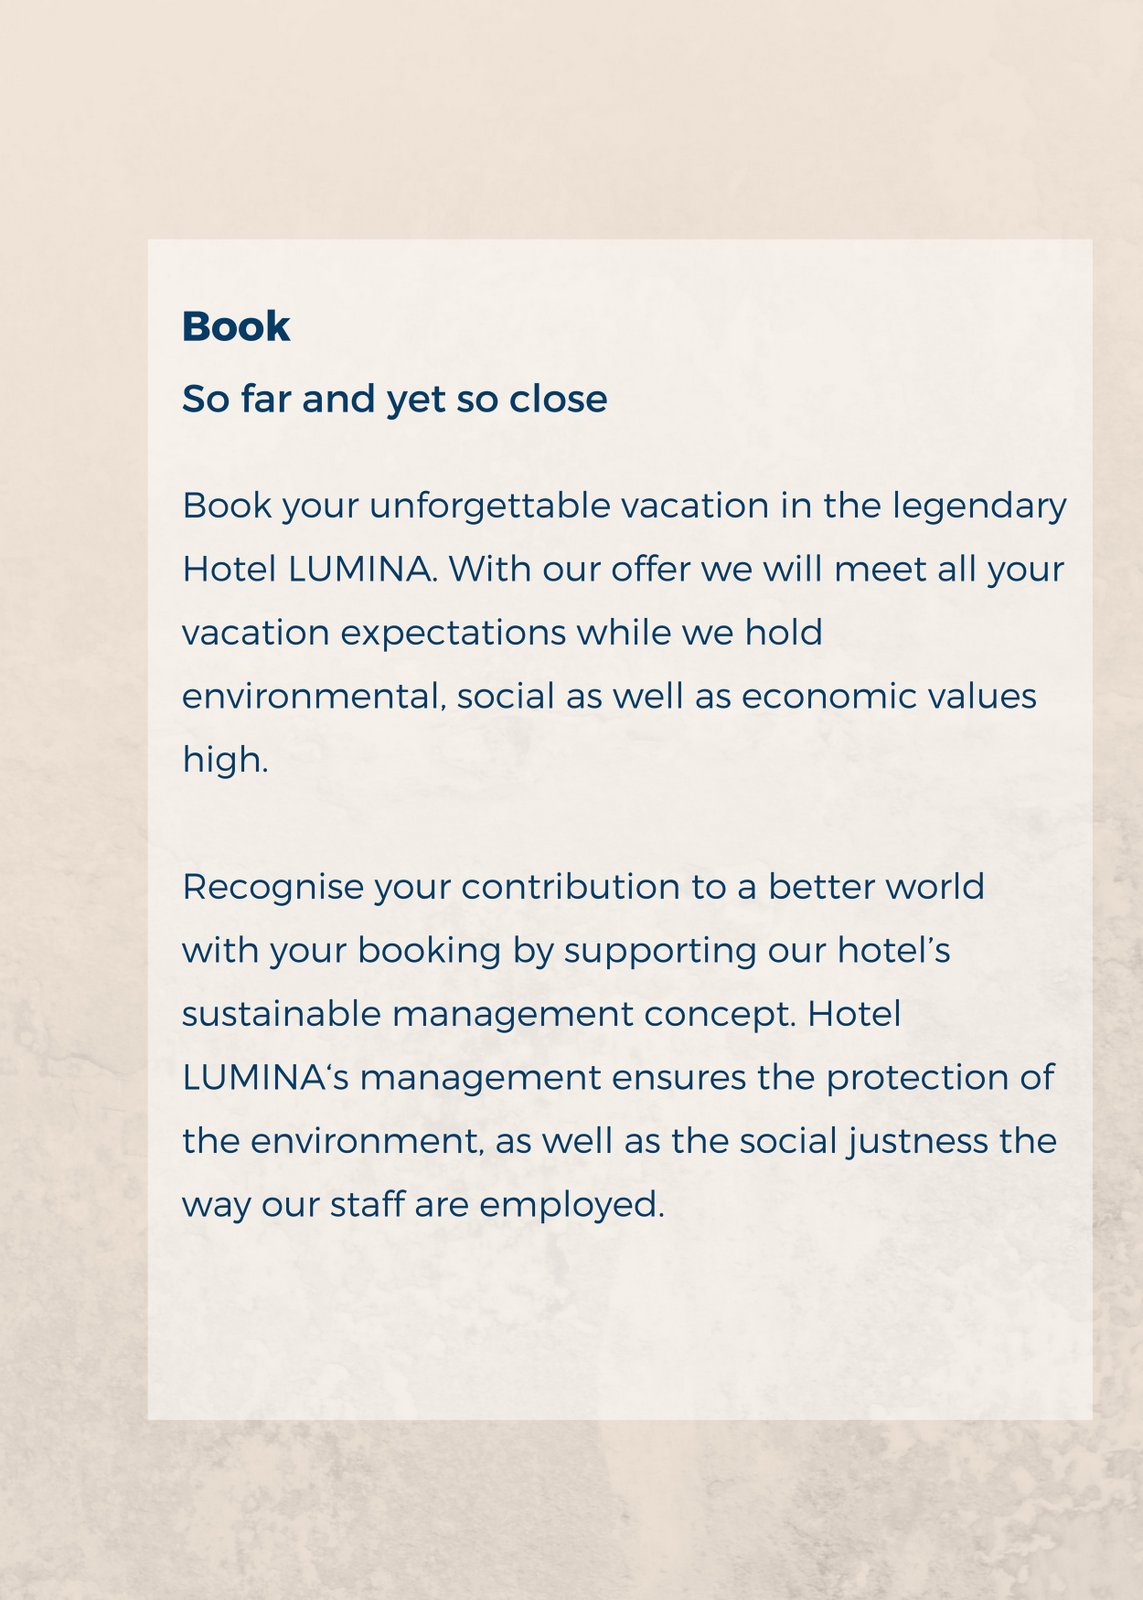 Book
So far and yet so close
Book your unforgettable vacation in the legendary
Hotel LUMINA. With our offer we will meet all your
vacation expectations while we hold
environmental, social as well as economic values
high.
Recognise your contribution to a better world
with your booking by supporting our hotel’s
sustainable management concept. Hotel
LUMINA‘s management ensures the protection of
the environment, as well as the social justness the
way our staff are employed.